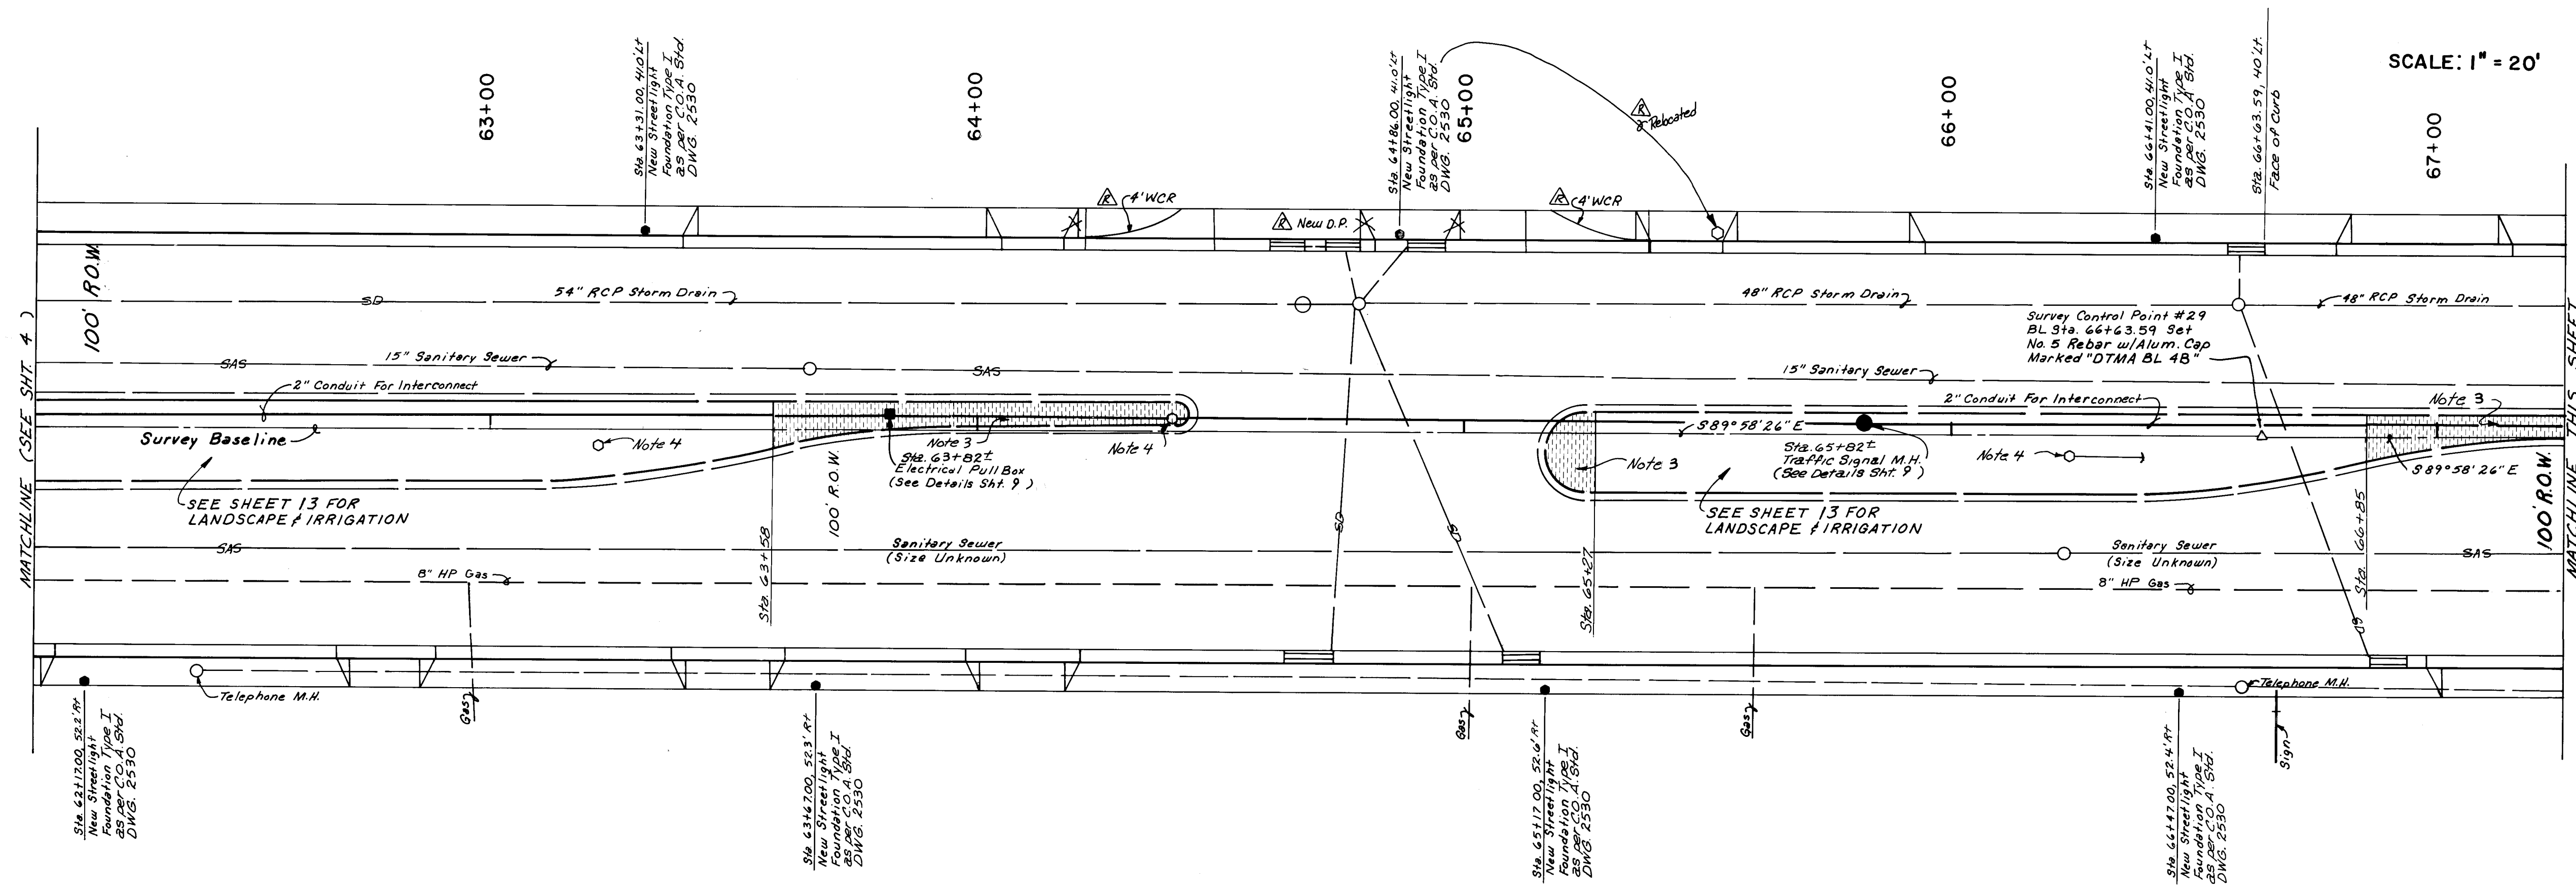 SCALE: 1" = 20'
63+00
64+00
65+00
66+00
67+00
Sta. 63+31.00, 41.0' Lt
New Streetlight
Foundation Type I
as per C.O.A. Std.
DWG. 2530
Sta. 64+86.00, 41.0' Lt
New Streetlight
Foundation Type I
as per C.O.A. Std.
DWG. 2530
R
Relocated
Sta. 66+41.00, 41.0' Lt
New Streetlight
Foundation Type I
as per C.O.A. Std.
DWG. 2530
Sta. 66+63.59, 40' Lt.
Face of Curb
R 4' WCR
R New D.P.
R 4' WCR
MATCHLINE (SEE SHT. 4 )
100' R.O.W.
SD
54" RCP Storm Drain
48" RCP Storm Drain
48" RCP Storm Drain
Survey Control Point #29
BL Sta. 66+63.59 Set
No. 5 Rebar w/Alum. Cap
Marked "DTMA BL 4B"
SAS
15" Sanitary Sewer
SAS
15" Sanitary Sewer
2" Conduit For Interconnect
2" Conduit For Interconnect
Note 3
Survey Baseline
Note 4
Note 3
Note 4
Sta. 63+82±
Electrical Pull Box
(See Details Sht. 9 )
S 89°58'26" E
Note 3
Sta. 65+82±
Traffic Signal M.H.
(See Details Sht. 9 )
Note 4
S 89°58'26" E
SEE SHEET 13 FOR
LANDSCAPE & IRRIGATION
SEE SHEET 13 FOR
LANDSCAPE & IRRIGATION
100' R.O.W.
Sta. 63+58
Sta. 65+27
Sta. 66+85
100' R.O.W.
MATCHLINE THIS SHEET
SD
SD
SD
SAS
Sanitary Sewer
(Size Unknown)
Sanitary Sewer
(Size Unknown)
SAS
8" HP Gas
8" HP Gas
Telephone M.H.
Telephone M.H.
Gas
Gas
Gas
Sign
Sta. 62+17.00, 52.2' Rt
New Streetlight
Foundation Type I
as per C.O.A. Std.
DWG. 2530
Sta. 63+67.00, 52.3' Rt
New Streetlight
Foundation Type I
as per C.O.A. Std.
DWG. 2530
Sta. 65+17.00, 52.6' Rt
New Streetlight
Foundation Type I
as per C.O.A. Std.
DWG. 2530
Sta. 66+47.00, 52.4' Rt
New Streetlight
Foundation Type I
as per C.O.A. Std.
DWG. 2530